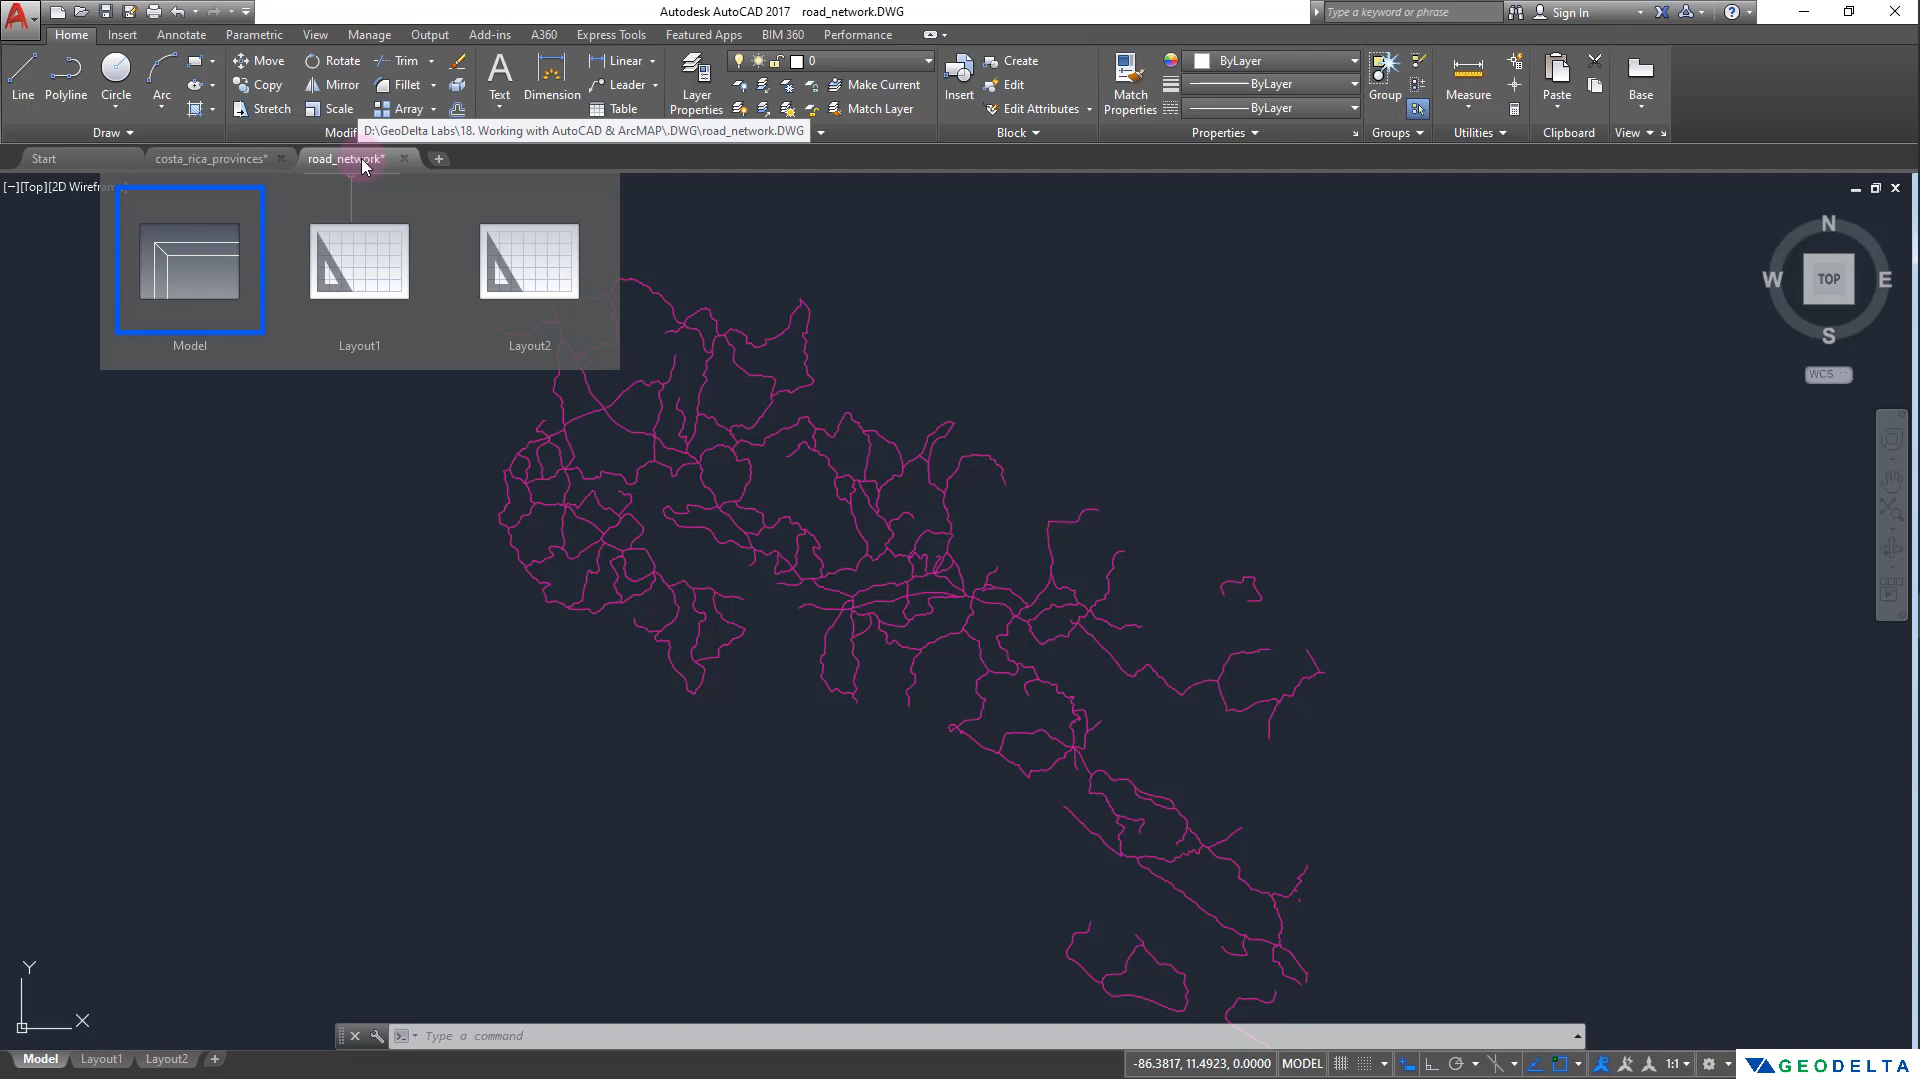 Autodesk AutoCAD 2017 road_network.DWG
Type a keyword or phrase
Sign In
Home Insert Annotate Parametric View Manage Output Add-ins A360 Express Tools Featured Apps BIM 360 Performance
Line
Polyline
Circle
Arc
Draw
Move
Copy
Stretch
Rotate
Mirror
Scale
Trim
Fillet
Array
A
Text
Dimension
Linear
Leader
Table
Layer
Properties
0
Make Current
Match Layer
Insert
Create
Edit
Edit Attributes
Block
Match
Properties
ByLayer
ByLayer
ByLayer
Properties
Group
Groups
Measure
Utilities
Paste
Clipboard
Base
View
D:\GeoDelta Labs\18. Working with AutoCAD & ArcMAP\.DWG\road_network.DWG
Start costa_rica_provinces* road_network*
[−][Top][2D Wirefram
Model
Layout1
Layout2
N
W TOP E
S
WCS
Y
X
Type a command
Model Layout1 Layout2
-86.3817, 11.4923, 0.0000 MODEL 1:1
GEODELTA